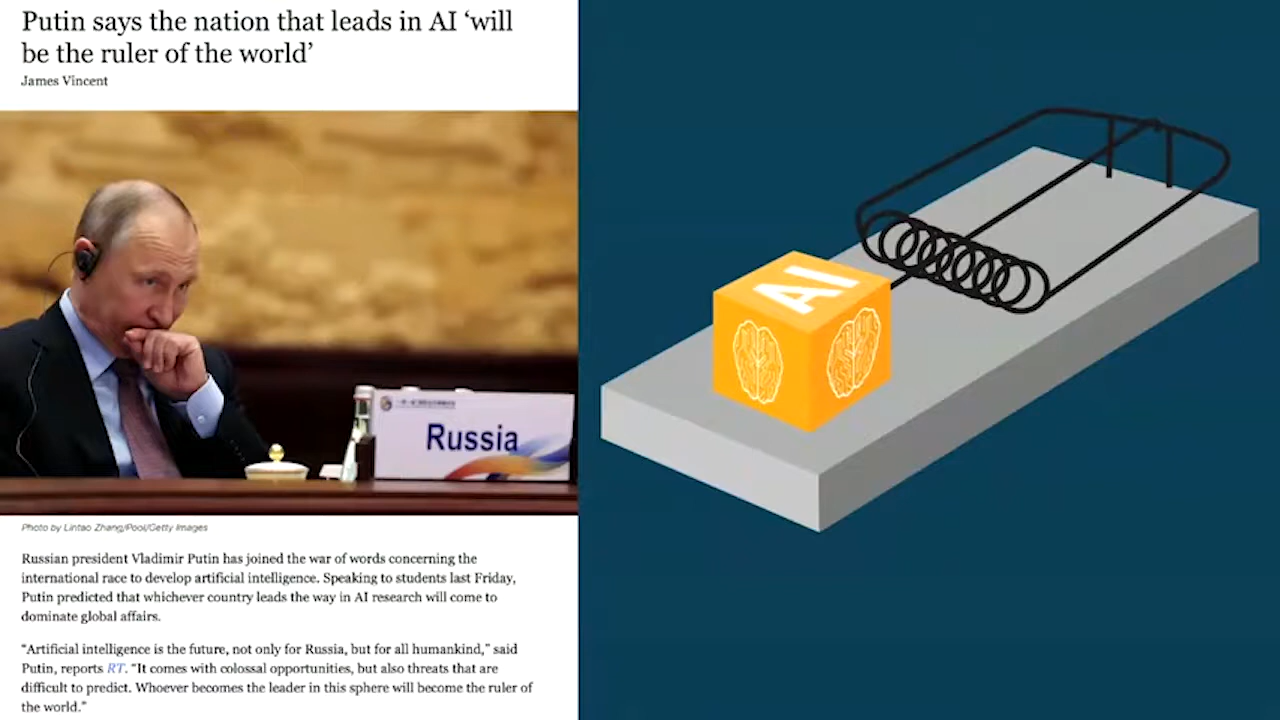 Putin says the nation that leads in AI ‘will
be the ruler of the world’
James Vincent
Russia
Photo by Lintao Zhang/Pool/Getty Images
Russian president Vladimir Putin has joined the war of words concerning the
international race to develop artificial intelligence. Speaking to students last Friday,
Putin predicted that whichever country leads the way in AI research will come to
dominate global affairs.
“Artificial intelligence is the future, not only for Russia, but for all humankind,” said
Putin, reports RT. “It comes with colossal opportunities, but also threats that are
difficult to predict. Whoever becomes the leader in this sphere will become the ruler of
the world.”
AI